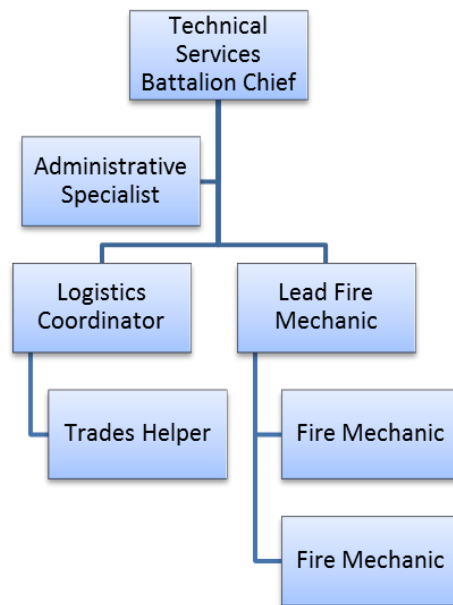 Technical
Services
Battalion Chief
Administrative
Specialist
Logistics
Coordinator
Lead Fire
Mechanic
Trades Helper
Fire Mechanic
Fire Mechanic